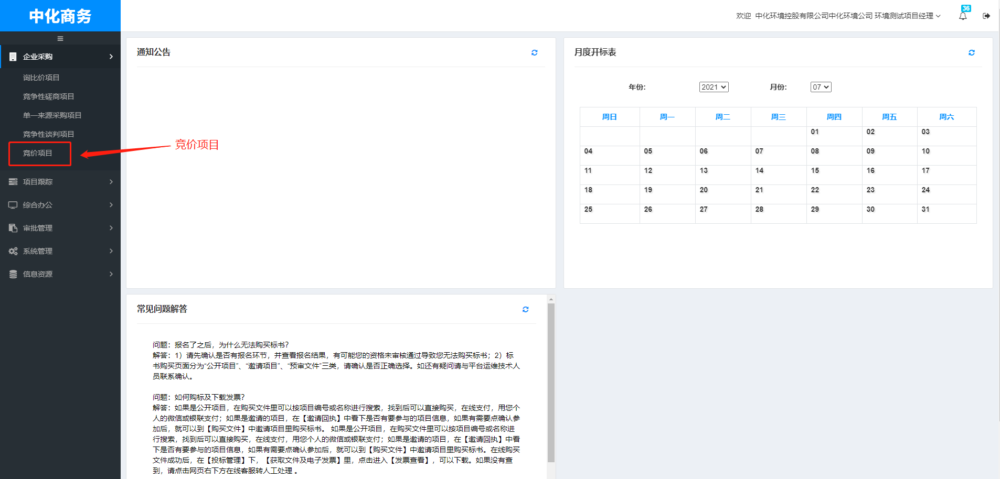 中化商务
欢迎 中化环境控股有限公司中化环境公司 环境测试项目经理
36
企业采购
询比价项目
竞争性磋商项目
单一来源采购项目
竞争性谈判项目
竞价项目
项目跟踪
综合办公
审批管理
系统管理
信息资源
通知公告
竞价项目
月度开标表
年份: 2021 月份: 07
周日 周一 周二 周三 周四 周五 周六
01 02 03
04 05 06 07 08 09 10
11 12 13 14 15 16 17
18 19 20 21 22 23 24
25 26 27 28 29 30 31
常见问题解答
问题：报名了之后，为什么无法购买标书？
解答：1）请先确认是否有报名环节，并查看报名结果，有可能您的资格未审核通过导致您无法购买标书；2）标
书购买页面分为“公开项目”、“邀请项目”、“预审文件”三类，请确认是否正确选择。如还有疑问请与平台运维技术人
员联系确认。
问题：如何购标及下载发票？
解答：如果是公开项目，在购买文件里可以按项目编号或名称进行搜索，找到后可以直接购买，在线支付，用您个
人的微信或银联支付；如果是邀请的项目，在【邀请回执】中看下是否有要参与的项目信息，如果有需要点确认参
加后，就可以到【购买文件】中邀请项目里购买标书。 如果是公开项目，在购买文件里可以按项目编号或名称进
行搜索，找到后可以直接购买，在线支付，用您个人的微信或银联支付；如果是邀请的项目，在【邀请回执】中看
下是否有要参与的项目信息，如果有需要点确认参加后，就可以到【购买文件】中邀请项目里购买标书。在线购买
文件成功后，在【投标管理】下，【获取文件及电子发票】里，点击进入【发票查看】，可以下载。如果没有查
到，请点击网页右下方在线客服转人工处理 。